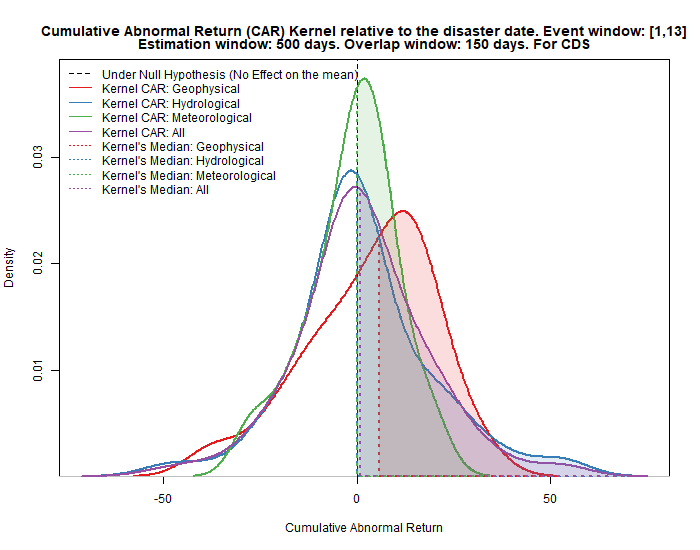 Cumulative Abnormal Return (CAR) Kernel relative to the disaster date. Event window: [1,13]
Estimation window: 500 days. Overlap window: 150 days. For CDS
Under Null Hypothesis (No Effect on the mean)
Kernel CAR: Geophysical
Kernel CAR: Hydrological
Kernel CAR: Meteorological
Kernel CAR: All
Kernel's Median: Geophysical
Kernel's Median: Hydrological
Kernel's Median: Meteorological
Kernel's Median: All
0.03
0.02
0.01
Density
-50
0
50
Cumulative Abnormal Return